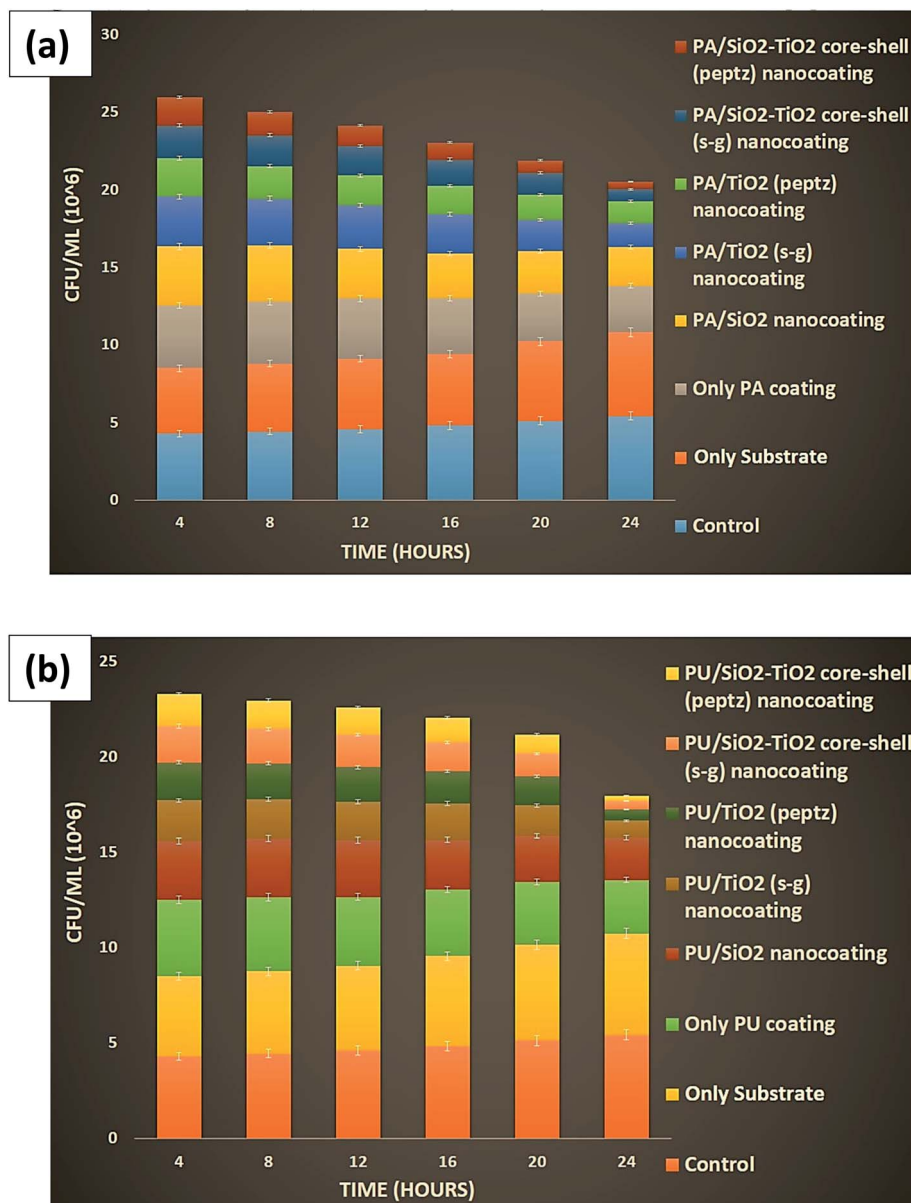 (a)
30
25
20
15
10
5
0
CFU/ML (10^6)
4 8 12 16 20 24
TIME (HOURS)
PA/SiO2-TiO2 core-shell
(peptz) nanocoating
PA/SiO2-TiO2 core-shell
(s-g) nanocoating
PA/TiO2 (peptz)
nanocoating
PA/TiO2 (s-g)
nanocoating
PA/SiO2 nanocoating
Only PA coating
Only Substrate
Control
(b)
25
20
15
10
5
0
CFU/ML (10^6)
4 8 12 16 20 24
TIME (HOURS)
PU/SiO2-TiO2 core-shell
(peptz) nanocoating
PU/SiO2-TiO2 core-shell
(s-g) nanocoating
PU/TiO2 (peptz)
nanocoating
PU/TiO2 (s-g)
nanocoating
PU/SiO2 nanocoating
Only PU coating
Only Substrate
Control